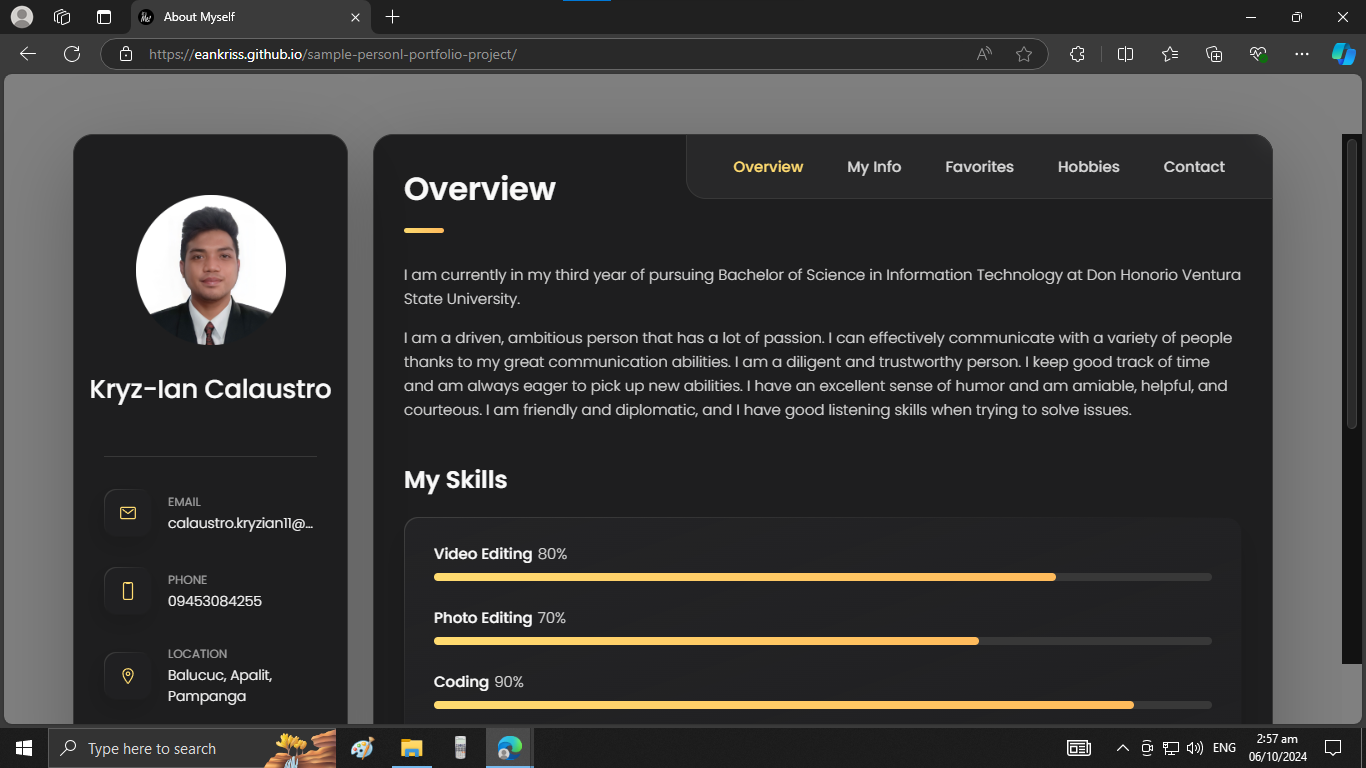 About Myself
https://eankriss.github.io/sample-personl-portfolio-project/
Overview
My Info
Favorites
Hobbies
Contact
Kryz-Ian Calaustro
EMAIL
calaustro.kryzian11@...
PHONE
09453084255
LOCATION
Balucuc, Apalit,
Pampanga
Overview
I am currently in my third year of pursuing Bachelor of Science in Information Technology at Don Honorio Ventura
State University.
I am a driven, ambitious person that has a lot of passion. I can effectively communicate with a variety of people
thanks to my great communication abilities. I am a diligent and trustworthy person. I keep good track of time
and am always eager to pick up new abilities. I have an excellent sense of humor and am amiable, helpful, and
courteous. I am friendly and diplomatic, and I have good listening skills when trying to solve issues.
My Skills
Video Editing 80%
Photo Editing 70%
Coding 90%
Type here to search
ENG
2:57 am
06/10/2024